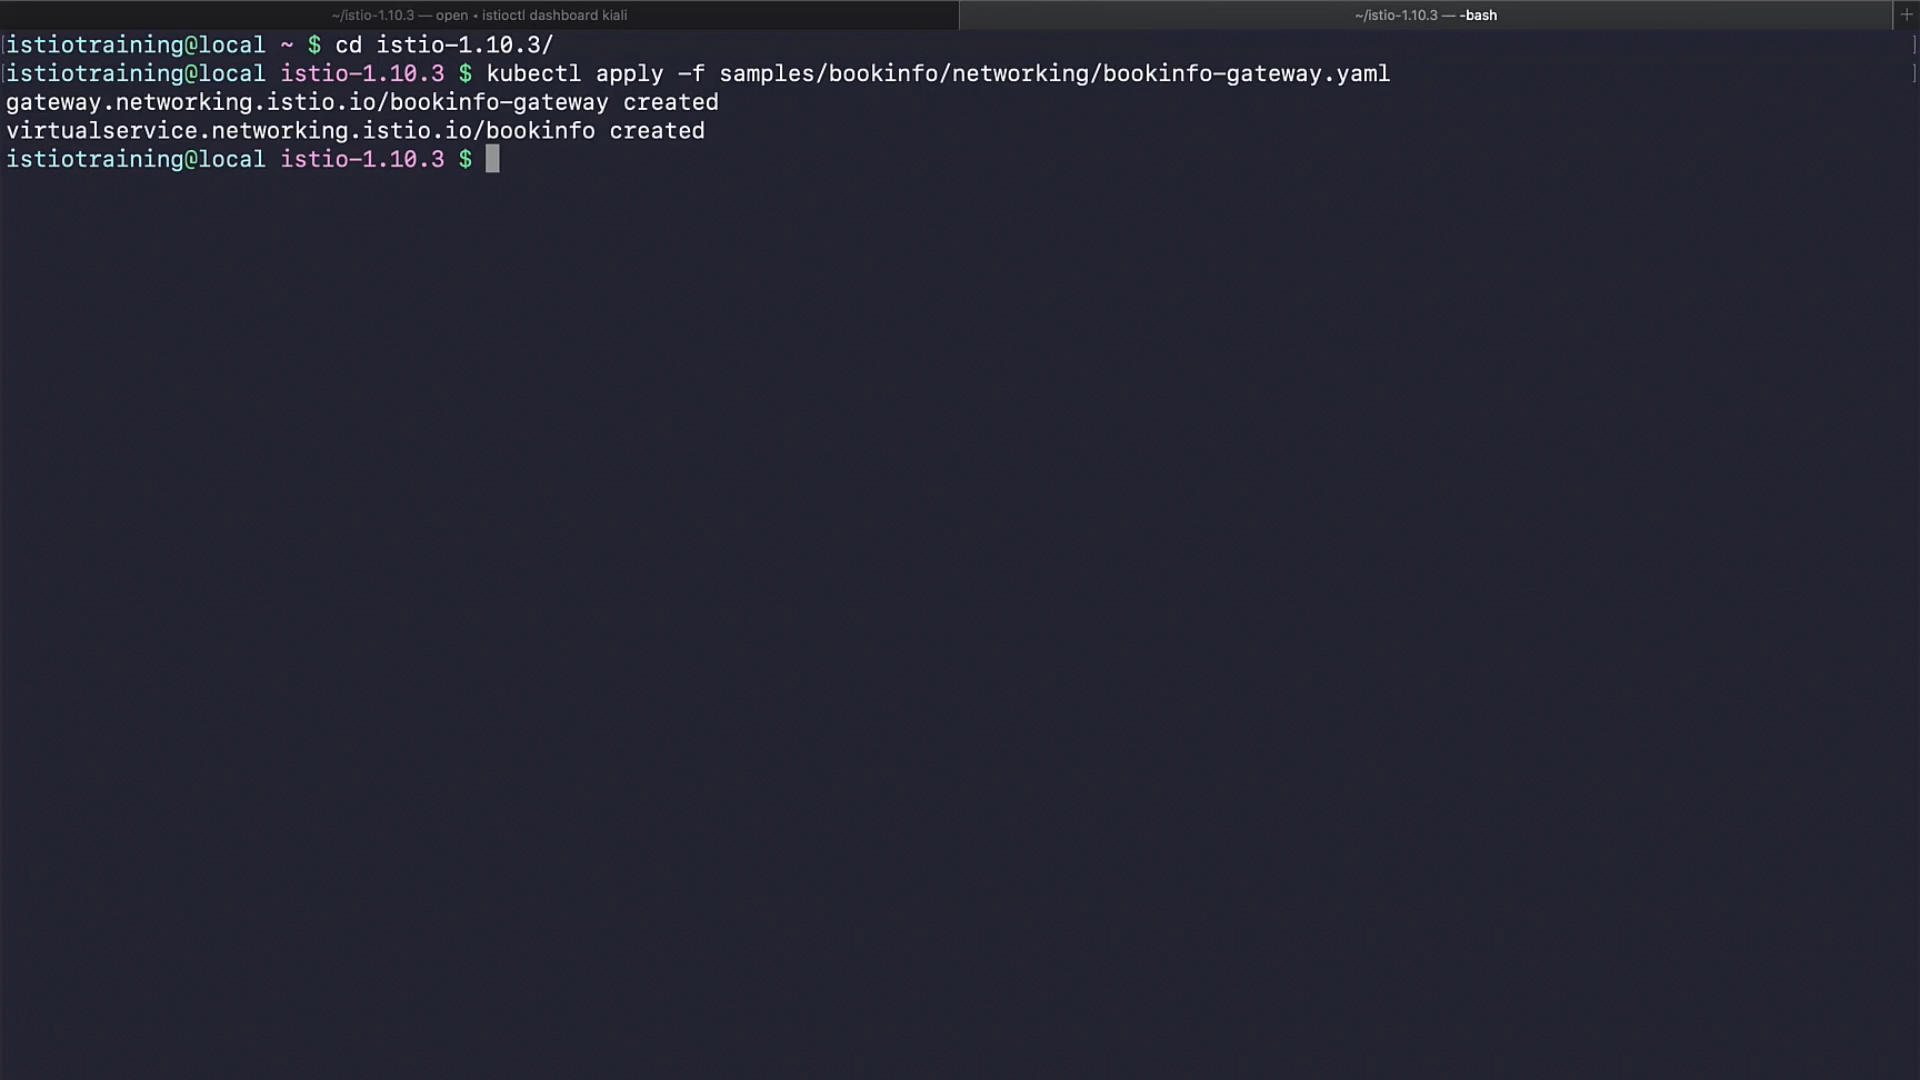 ~/istio-1.10.3 — open • istioctl dashboard kiali
~/istio-1.10.3 — -bash
istiotraining@local ~ $ cd istio-1.10.3/
istiotraining@local istio-1.10.3 $ kubectl apply -f samples/bookinfo/networking/bookinfo-gateway.yaml
gateway.networking.istio.io/bookinfo-gateway created
virtualservice.networking.istio.io/bookinfo created
istiotraining@local istio-1.10.3 $